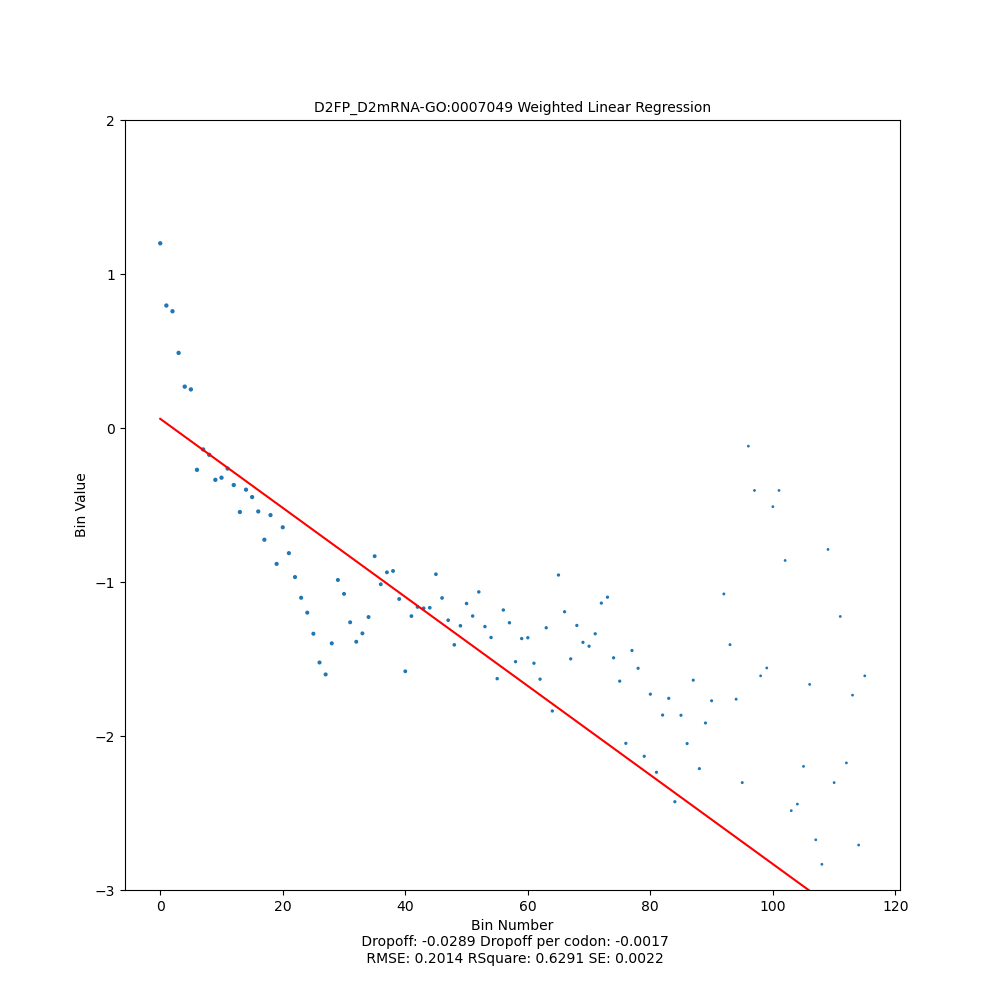 D2FP_D2mRNA-GO:0007049 Weighted Linear Regression
2
1
0
−1
−2
−3
Bin Value
0 20 40 60 80 100 120
Bin Number
Dropoff: -0.0289 Dropoff per codon: -0.0017
RMSE: 0.2014 RSquare: 0.6291 SE: 0.0022